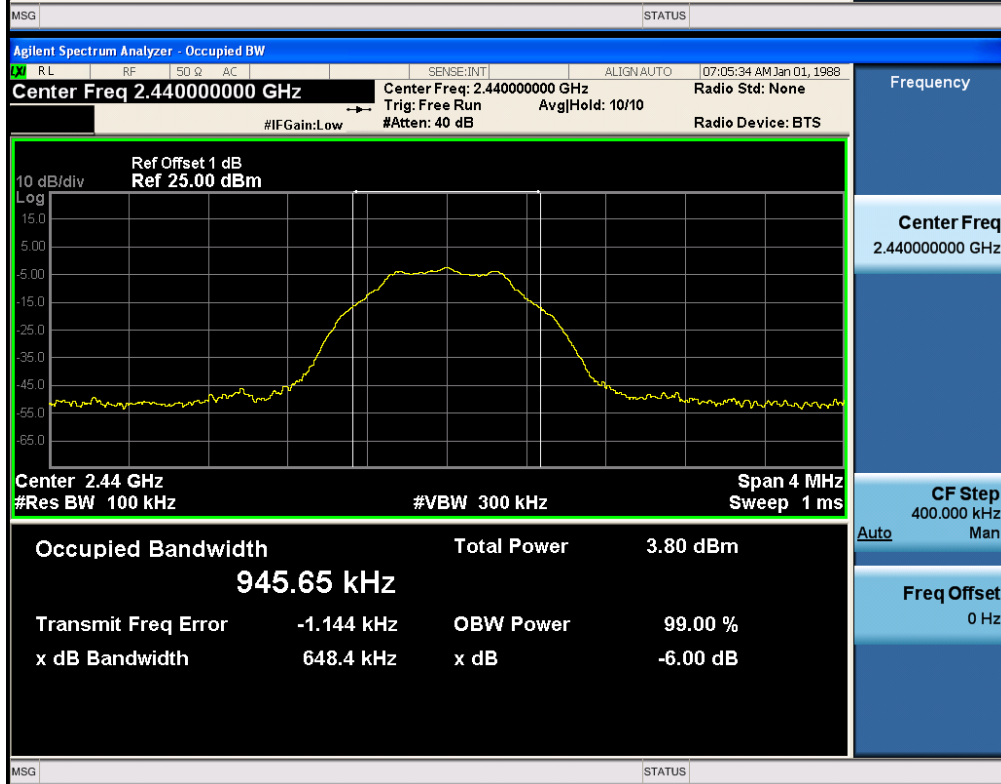 MSG STATUS
Agilent Spectrum Analyzer - Occupied BW
LXI RL RF 50 Ω AC SENSE:INT ALIGNAUTO 07:05:34 AM Jan 01, 1988
Center Freq 2.440000000 GHz Center Freq: 2.440000000 GHz Radio Std: None
Trig: Free Run Avg|Hold: 10/10
#IFGain:Low #Atten: 40 dB Radio Device: BTS
Frequency
Ref Offset 1 dB
10 dB/div Ref 25.00 dBm
Log
15.0
5.00
-5.00
-15.0
-25.0
-35.0
-45.0
-55.0
-65.0
Center 2.44 GHz Span 4 MHz
#Res BW 100 kHz #VBW 300 kHz Sweep 1 ms
Center Freq
2.440000000 GHz
CF Step
400.000 kHz
Auto Man
Freq Offset
0 Hz
Occupied Bandwidth Total Power 3.80 dBm
945.65 kHz
Transmit Freq Error -1.144 kHz OBW Power 99.00 %
x dB Bandwidth 648.4 kHz x dB -6.00 dB
MSG STATUS